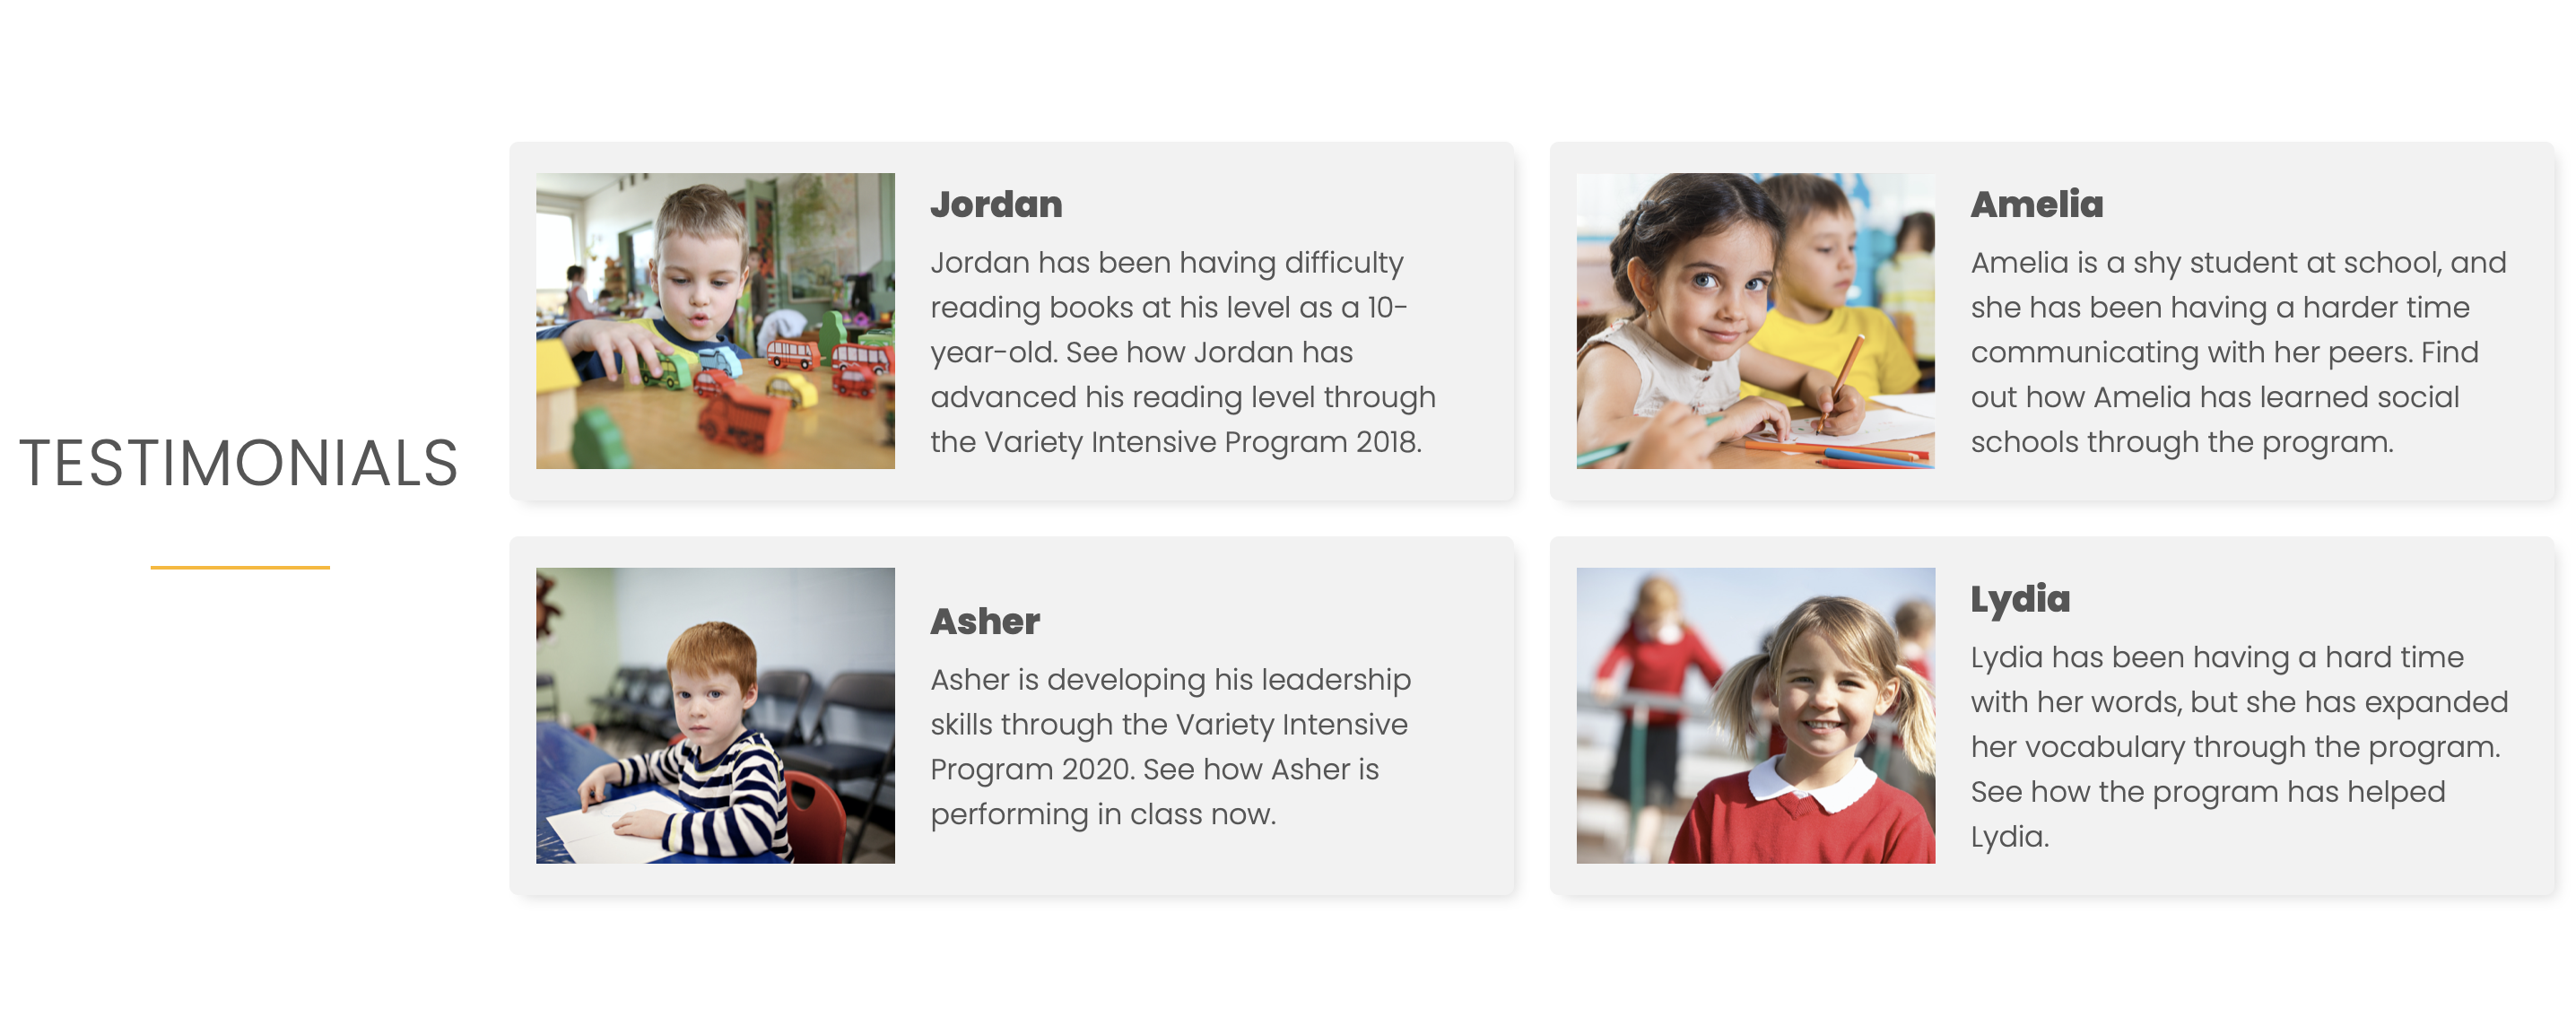 TESTIMONIALS
Jordan
Jordan has been having difficulty
reading books at his level as a 10-
year-old. See how Jordan has
advanced his reading level through
the Variety Intensive Program 2018.
Amelia
Amelia is a shy student at school, and
she has been having a harder time
communicating with her peers. Find
out how Amelia has learned social
schools through the program.
Asher
Asher is developing his leadership
skills through the Variety Intensive
Program 2020. See how Asher is
performing in class now.
Lydia
Lydia has been having a hard time
with her words, but she has expanded
her vocabulary through the program.
See how the program has helped
Lydia.